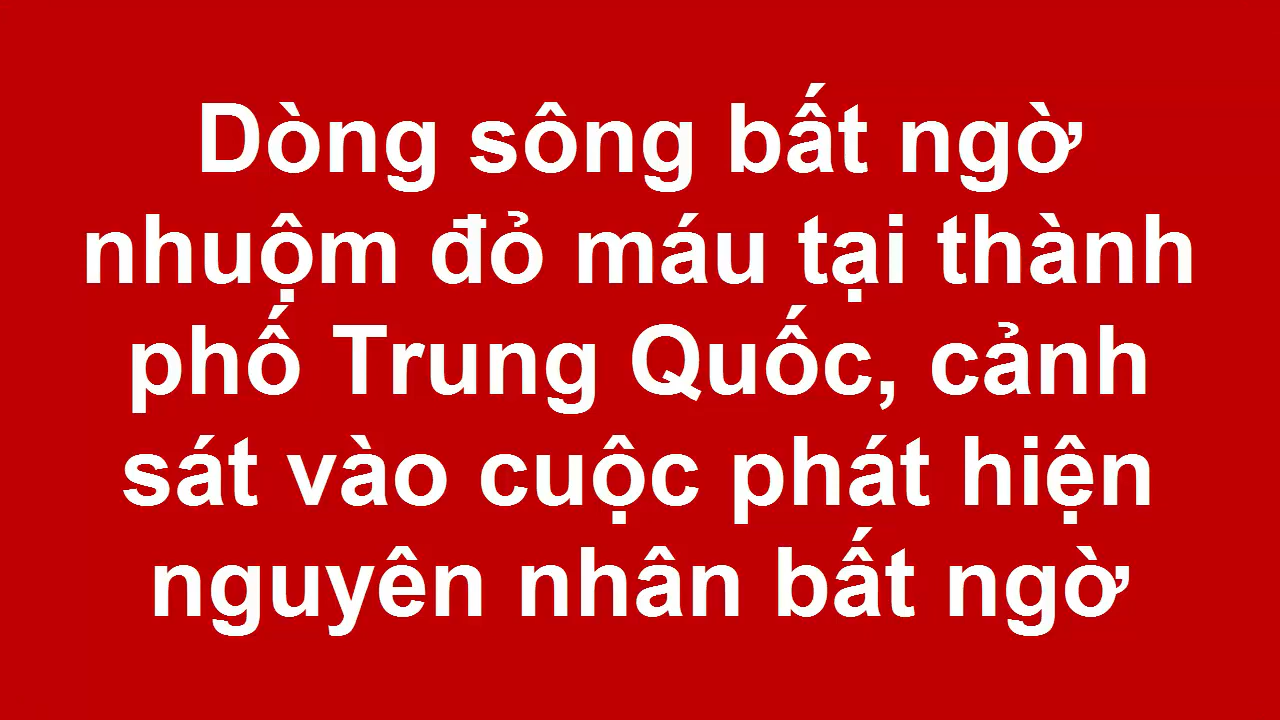 Dòng sông bất ngờ
nhuộm đỏ máu tại thành
phố Trung Quốc, cảnh
sát vào cuộc phát hiện
nguyên nhân bất ngờ